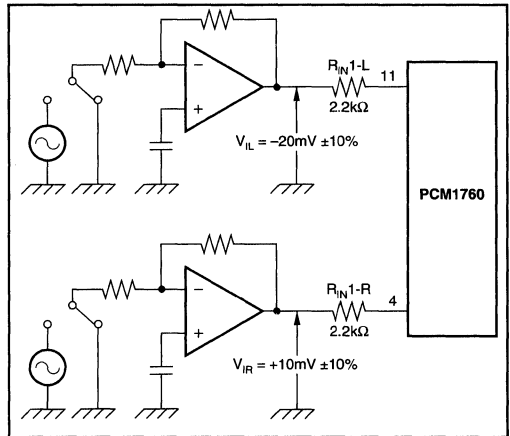 R_IN1-L
11
2.2kΩ
−
+
V_IL = –20mV ±10%
PCM1760
R_IN1-R
4
2.2kΩ
−
+
V_IR = +10mV ±10%